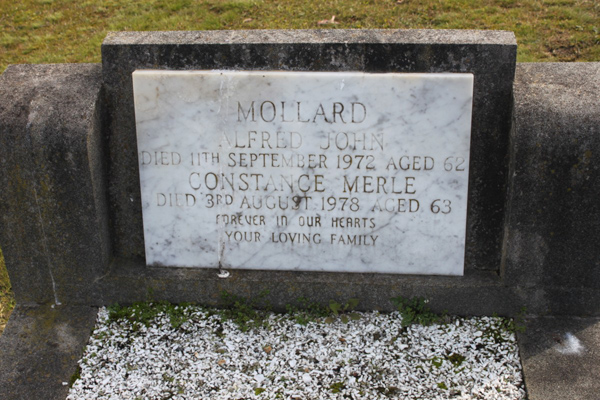 MOLLARD
ALFRED JOHN
DIED 11TH SEPTEMBER 1972 AGED 62
CONSTANCE MERLE
DIED 3RD AUGUST 1978 AGED 63
FOREVER IN OUR HEARTS
YOUR LOVING FAMILY